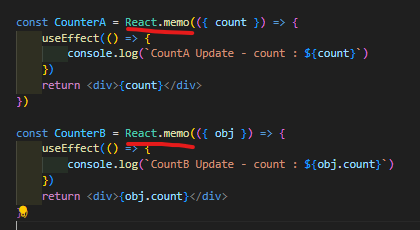 const CounterA = React.memo(({ count }) => {
    useEffect(() => {
        console.log(`CountA Update - count : ${count}`)
    })
    return <div>{count}</div>
})
const CounterB = React.memo(({ obj }) => {
    useEffect(() => {
        console.log(`CountB Update - count : ${obj.count}`)
    })
    return <div>{obj.count}</div>
})